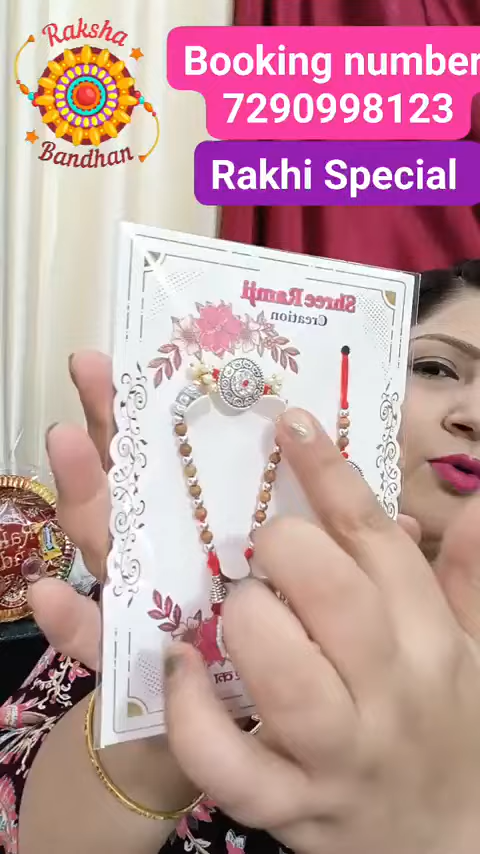 Raksha
Bandhan
Booking number
7290998123
Rakhi Special
Shree Ramji
Creation